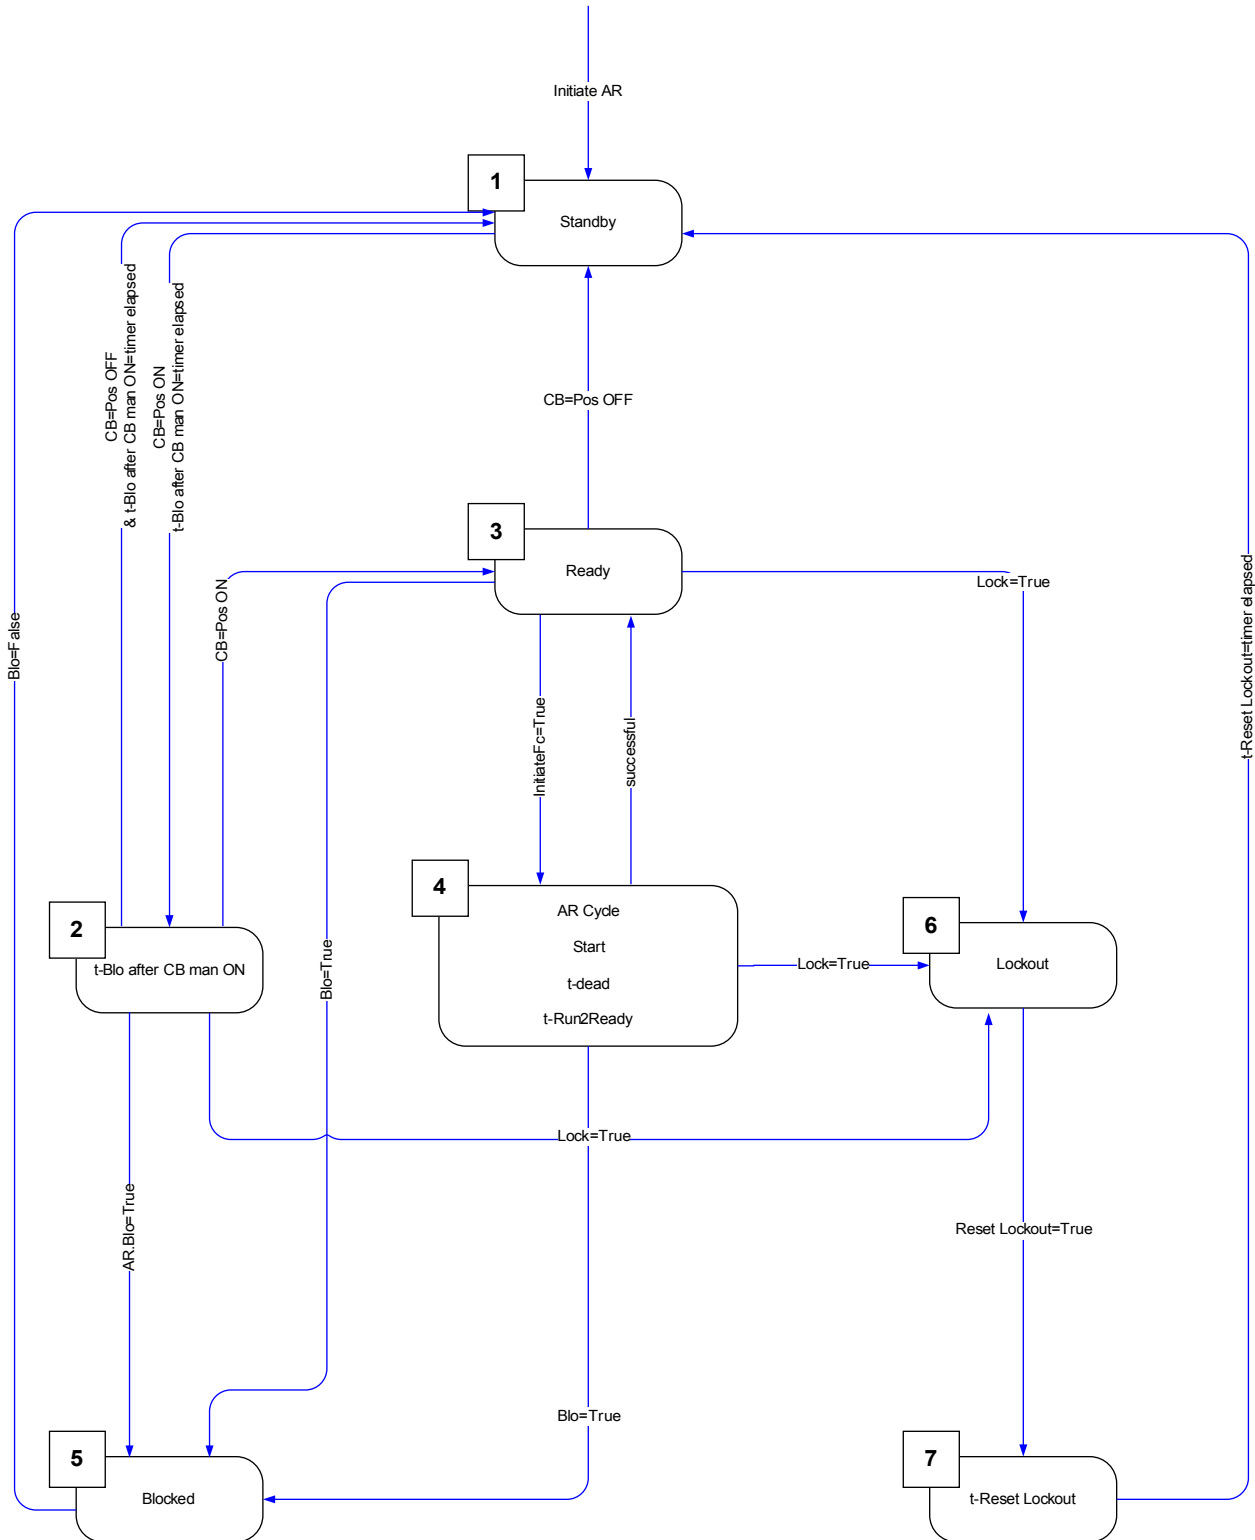 Initiate AR
1
Standby
CB=Pos OFF
& t-Blo after CB man ON=timer elapsed
CB=Pos ON
t-Blo after CB man ON=timer elapsed
CB=Pos OFF
3
Ready
Lock=True
CB=Pos ON
Blo=False
t-Reset Lockout=timer elapsed
InitiateFc=True
successful
4
AR Cycle
Start
t-dead
t-Run2Ready
2
t-Blo after CB man ON
Blo=True
Lock=True
6
Lockout
Lock=True
AR.Blo=True
Reset Lockout=True
Blo=True
5
Blocked
7
t-Reset Lockout